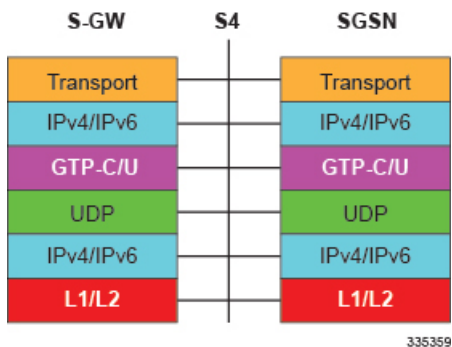 S-GW S4 SGSN
Transport Transport
IPv4/IPv6 IPv4/IPv6
GTP-C/U GTP-C/U
UDP UDP
IPv4/IPv6 IPv4/IPv6
L1/L2 L1/L2
335359